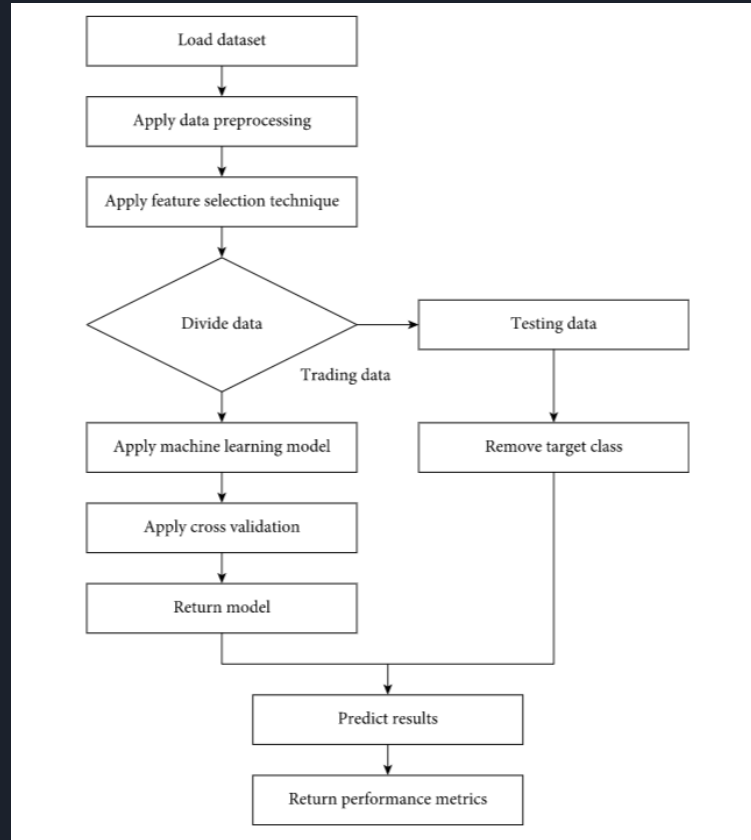 Load dataset
Apply data preprocessing
Apply feature selection technique
Divide data
Testing data
Trading data
Apply machine learning model
Remove target class
Apply cross validation
Return model
Predict results
Return performance metrics